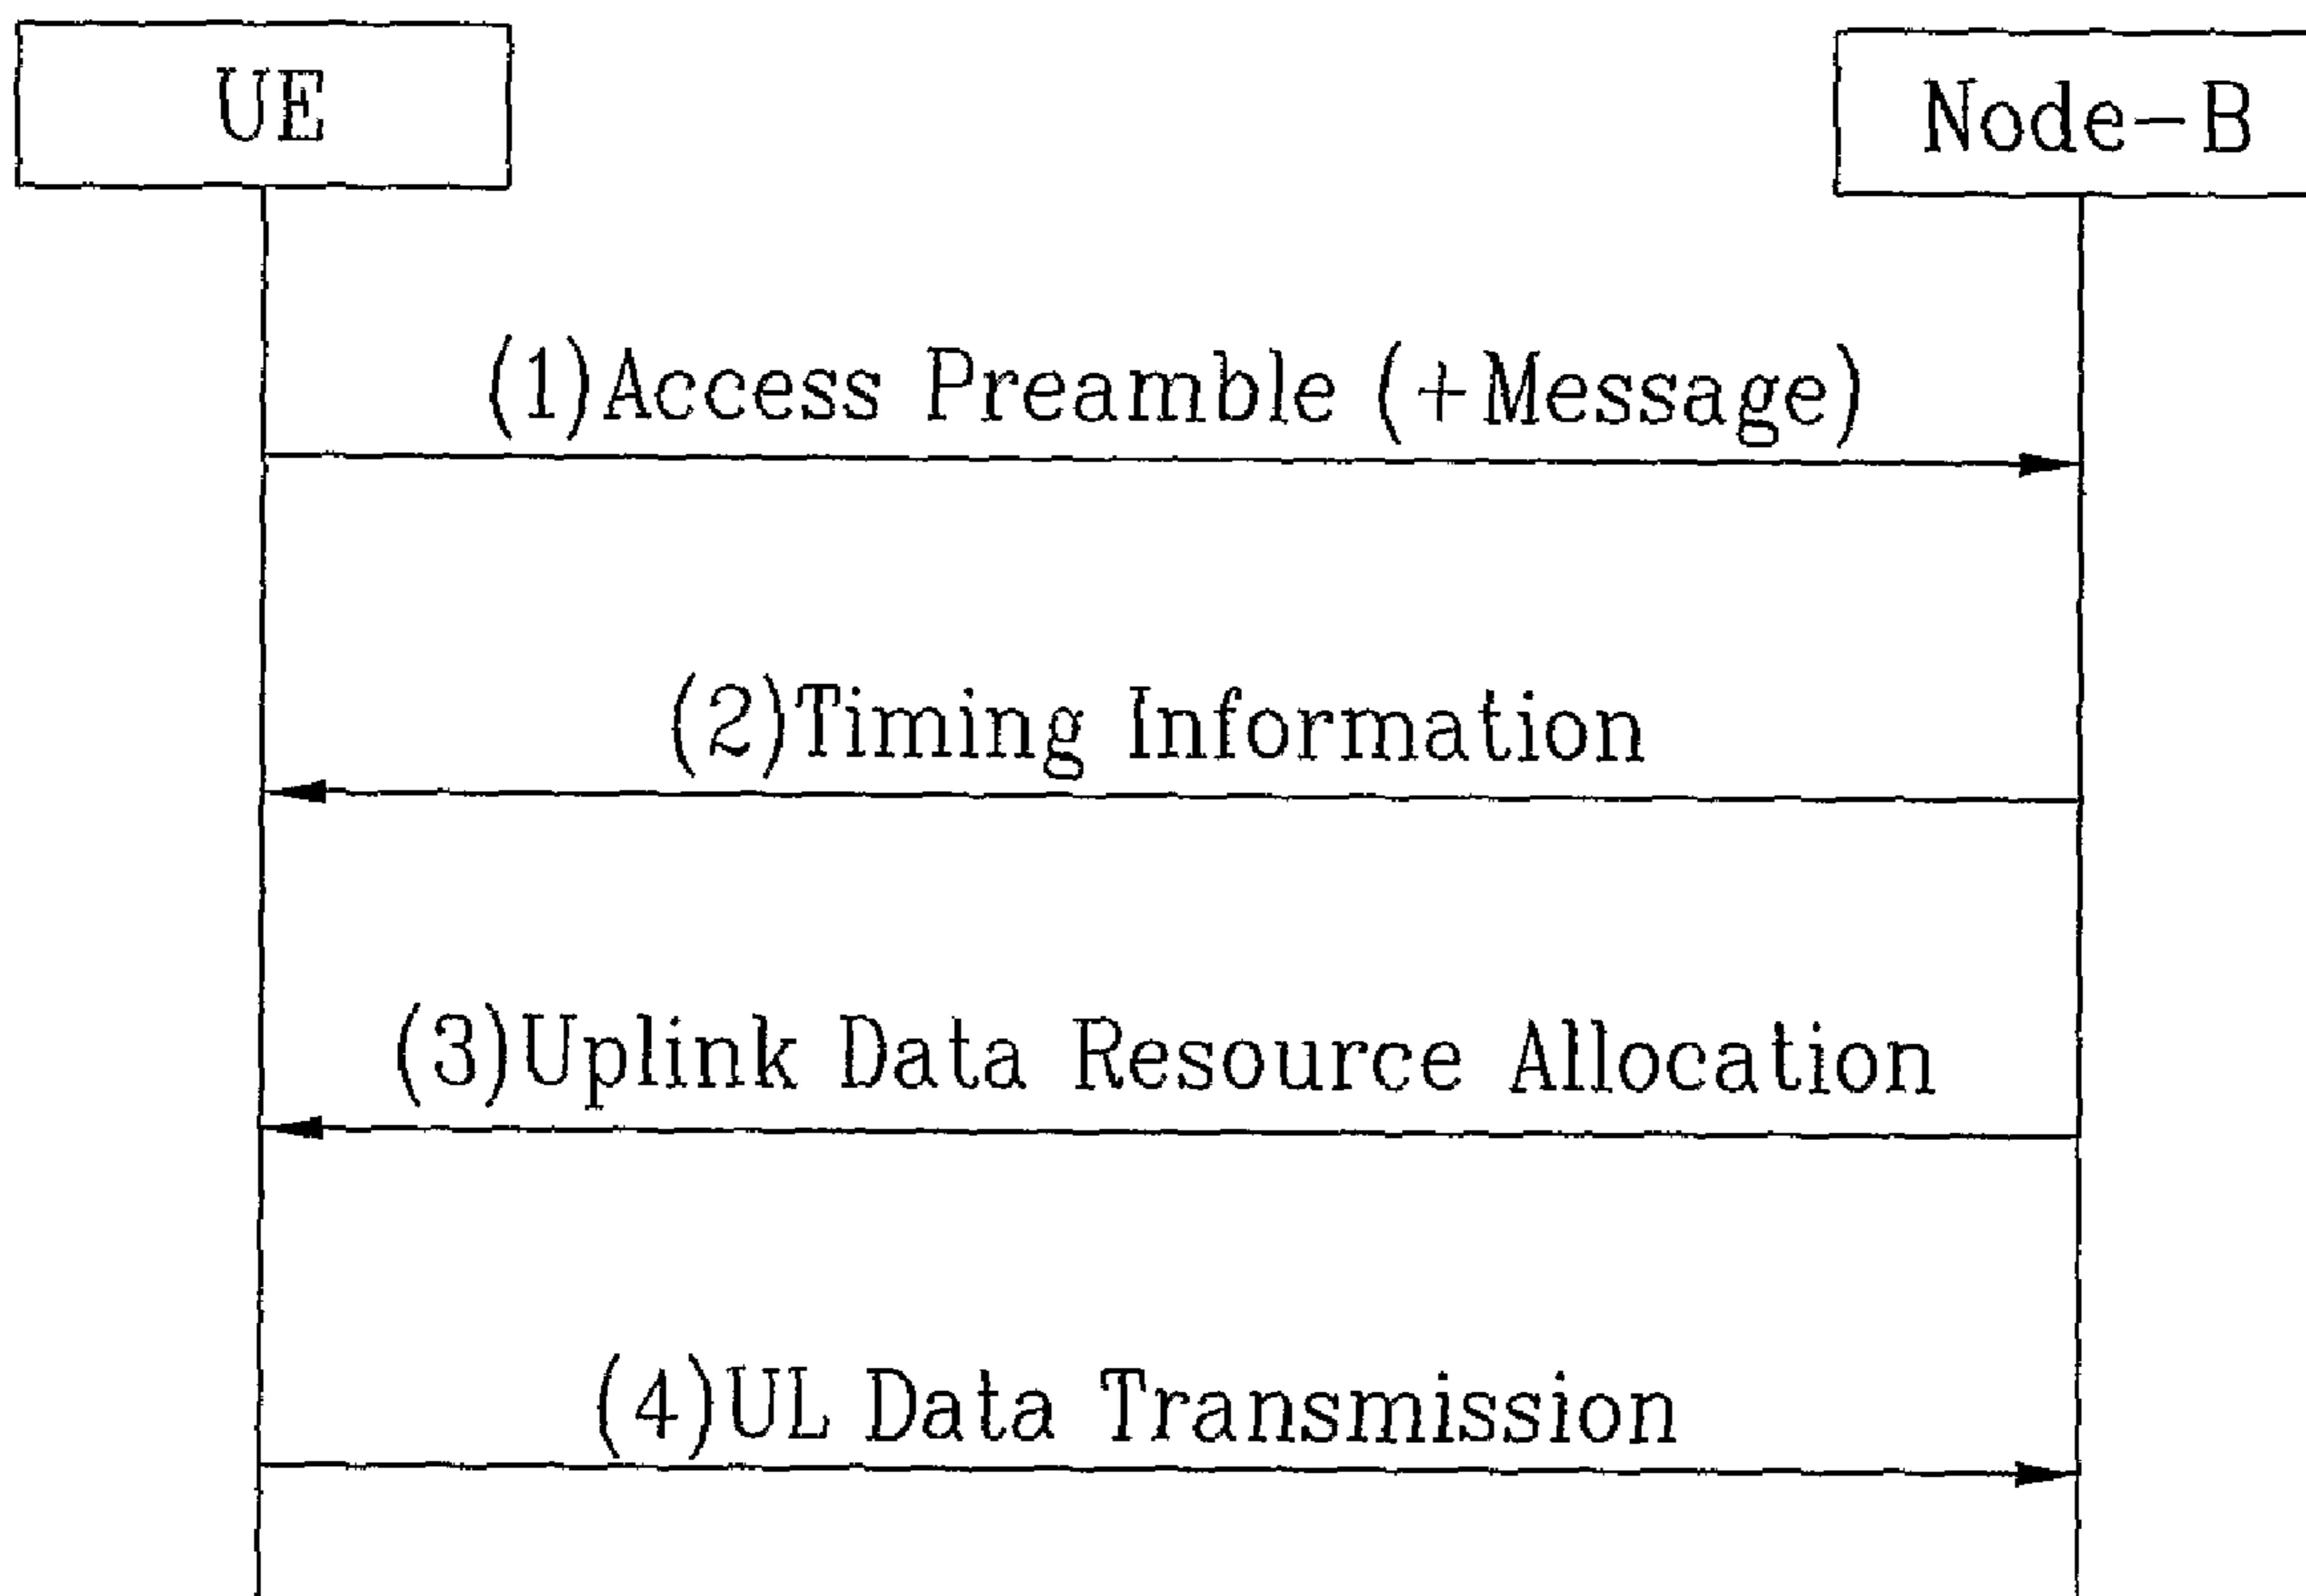 UE
Node-B
(1)Access Preamble (+Message)
(2)Timing Information
(3)Uplink Data Resource Allocation
(4)UL Data Transmission